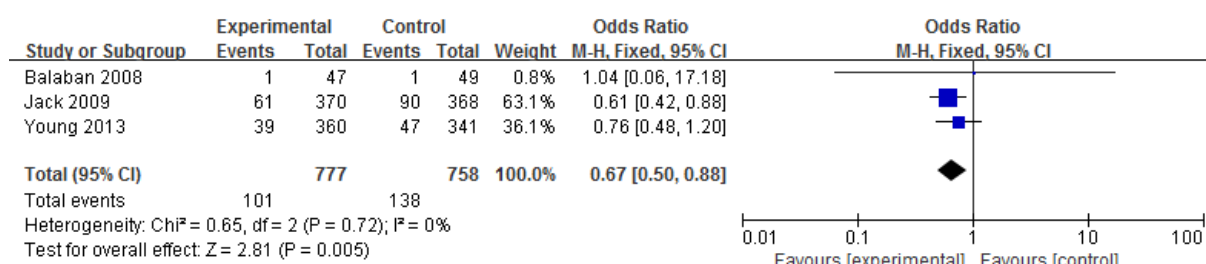 Experimental Control Odds Ratio Odds Ratio
Study or Subgroup Events Total Events Total Weight M-H, Fixed, 95% CI M-H, Fixed, 95% CI
Balaban 2008 1 47 1 49 0.8% 1.04 [0.06, 17.18]
Jack 2009 61 370 90 368 63.1% 0.61 [0.42, 0.88]
Young 2013 39 360 47 341 36.1% 0.76 [0.48, 1.20]
Total (95% CI) 777 758 100.0% 0.67 [0.50, 0.88]
Total events 101 138
Heterogeneity: Chi² = 0.65, df = 2 (P = 0.72); I² = 0%
Test for overall effect: Z = 2.81 (P = 0.005)
0.01 0.1 1 10 100
Favours [experimental] Favours [control]